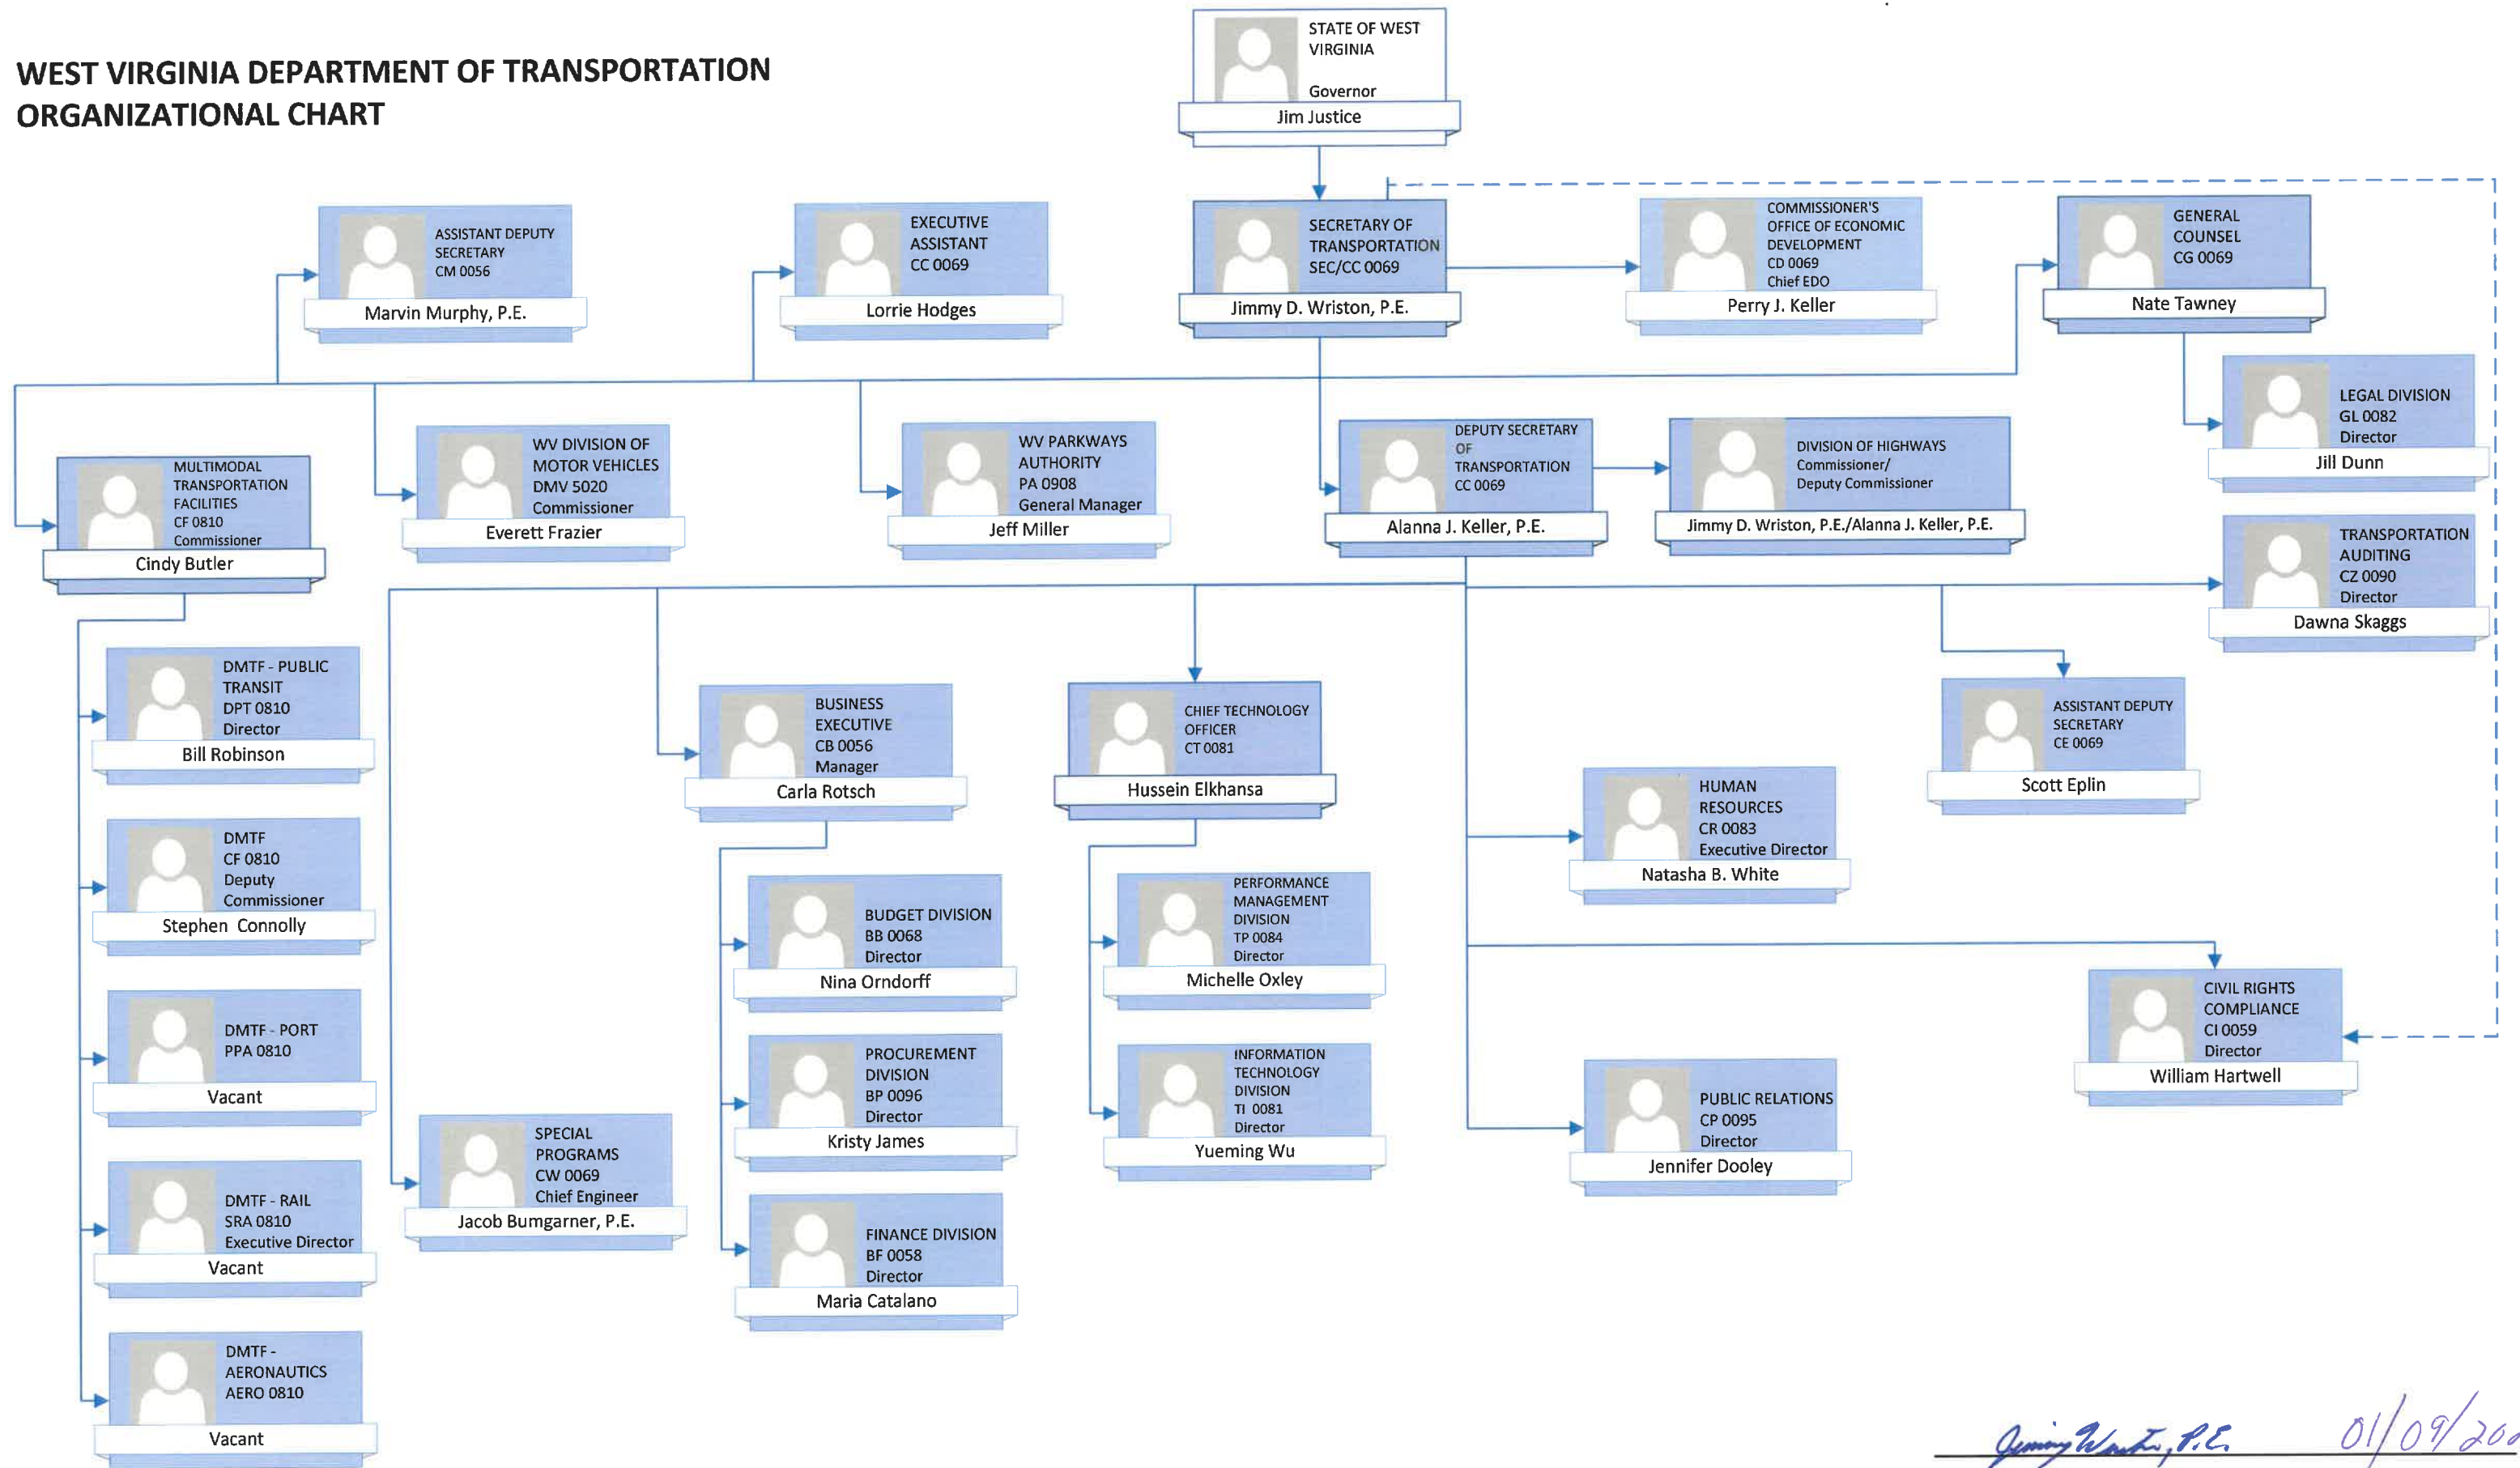 WEST VIRGINIA DEPARTMENT OF TRANSPORTATION
ORGANIZATIONAL CHART
STATE OF WEST
VIRGINIA
Governor
Jim Justice
ASSISTANT DEPUTY
SECRETARY
CM 0056
Marvin Murphy, P.E.
EXECUTIVE
ASSISTANT
CC 0069
Lorrie Hodges
SECRETARY OF
TRANSPORTATION
SEC/CC 0069
Jimmy D. Wriston, P.E.
COMMISSIONER'S
OFFICE OF ECONOMIC
DEVELOPMENT
CD 0069
Chief EDO
Perry J. Keller
GENERAL
COUNSEL
CG 0069
Nate Tawney
LEGAL DIVISION
GL 0082
Director
Jill Dunn
MULTIMODAL
TRANSPORTATION
FACILITIES
CF 0810
Commissioner
Cindy Butler
WV DIVISION OF
MOTOR VEHICLES
DMV 5020
Commissioner
Everett Frazier
WV PARKWAYS
AUTHORITY
PA 0908
General Manager
Jeff Miller
DEPUTY SECRETARY
OF
TRANSPORTATION
CC 0069
Alanna J. Keller, P.E.
DIVISION OF HIGHWAYS
Commissioner/
Deputy Commissioner
Jimmy D. Wriston, P.E./Alanna J. Keller, P.E.
TRANSPORTATION
AUDITING
CZ 0090
Director
Dawna Skaggs
DMTF - PUBLIC
TRANSIT
DPT 0810
Director
Bill Robinson
DMTF
CF 0810
Deputy
Commissioner
Stephen Connolly
DMTF - PORT
PPA 0810
Vacant
DMTF - RAIL
SRA 0810
Executive Director
Vacant
DMTF -
AERONAUTICS
AERO 0810
Vacant
SPECIAL
PROGRAMS
CW 0069
Chief Engineer
Jacob Bumgarner, P.E.
BUSINESS
EXECUTIVE
CB 0056
Manager
Carla Rotsch
BUDGET DIVISION
BB 0068
Director
Nina Orndorff
PROCUREMENT
DIVISION
BP 0096
Director
Kristy James
FINANCE DIVISION
BF 0058
Director
Maria Catalano
CHIEF TECHNOLOGY
OFFICER
CT 0081
Hussein Elkhansa
PERFORMANCE
MANAGEMENT
DIVISION
TP 0084
Director
Michelle Oxley
INFORMATION
TECHNOLOGY
DIVISION
TI 0081
Director
Yueming Wu
HUMAN
RESOURCES
CR 0083
Executive Director
Natasha B. White
ASSISTANT DEPUTY
SECRETARY
CE 0069
Scott Eplin
CIVIL RIGHTS
COMPLIANCE
CI 0059
Director
William Hartwell
PUBLIC RELATIONS
CP 0095
Director
Jennifer Dooley
Jimmy Wriston, P.E. 01/09/202